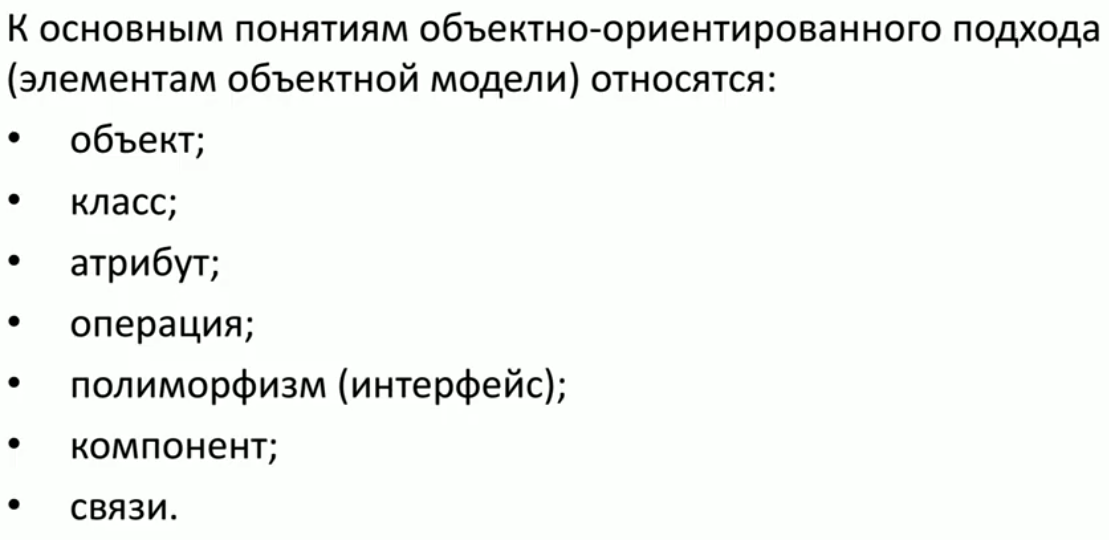 К основным понятиям объектно-ориентированного подхода
(элементам объектной модели) относятся:
• объект;
• класс;
• атрибут;
• операция;
• полиморфизм (интерфейс);
• компонент;
• связи.